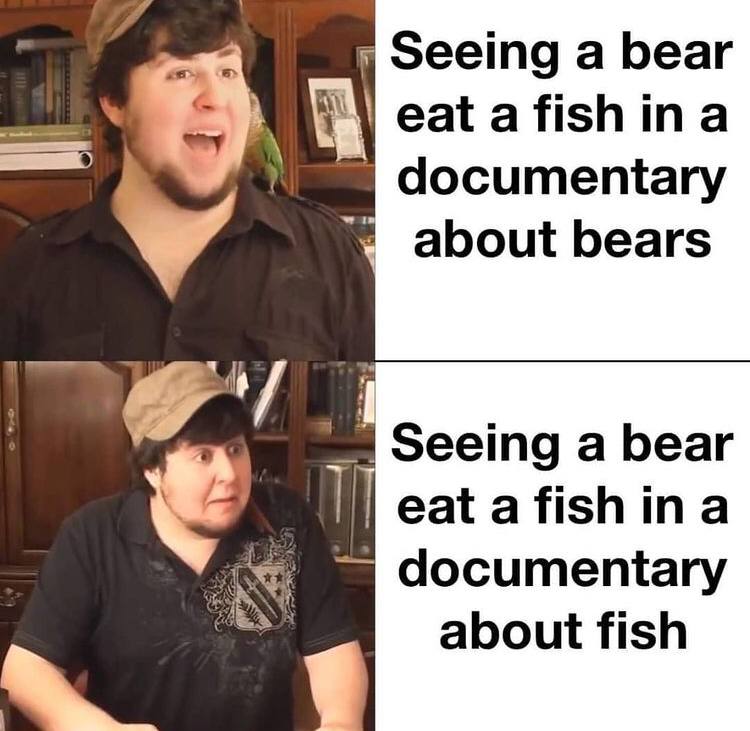 Seeing a bear
eat a fish in a
documentary
about bears
Seeing a bear
eat a fish in a
documentary
about fish